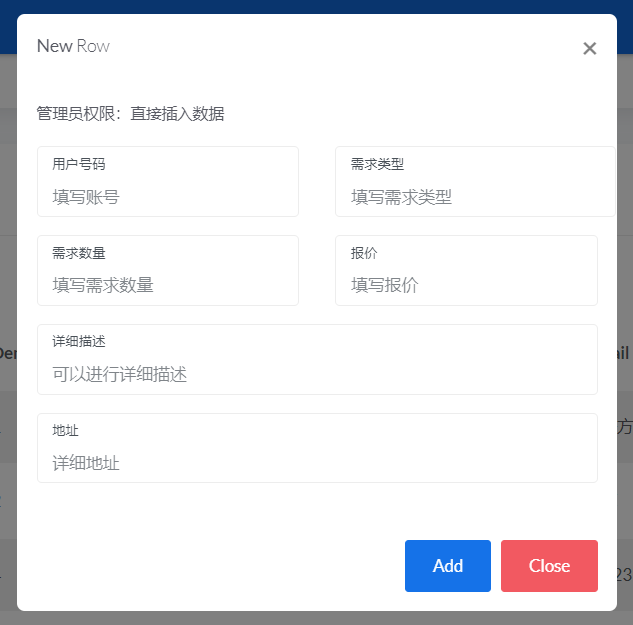 New Row
×
管理员权限：直接插入数据
用户号码
需求类型
填写账号
填写需求类型
需求数量
报价
填写需求数量
填写报价
详细描述
可以进行详细描述
地址
详细地址
Add
Close
ail
方
23